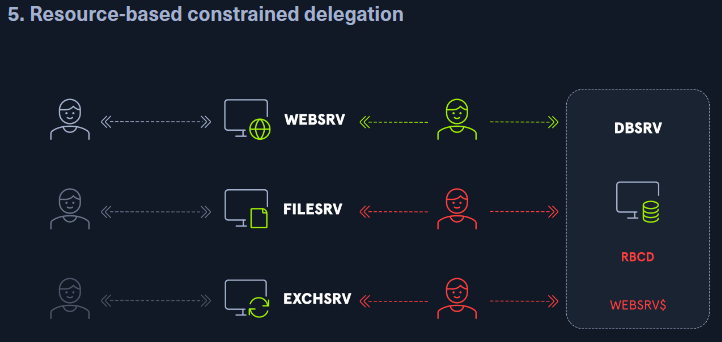 5. Resource-based constrained delegation
WEBSRV
DBSRV
FILESRV
RBCD
EXCHSRV
WEBSRV$